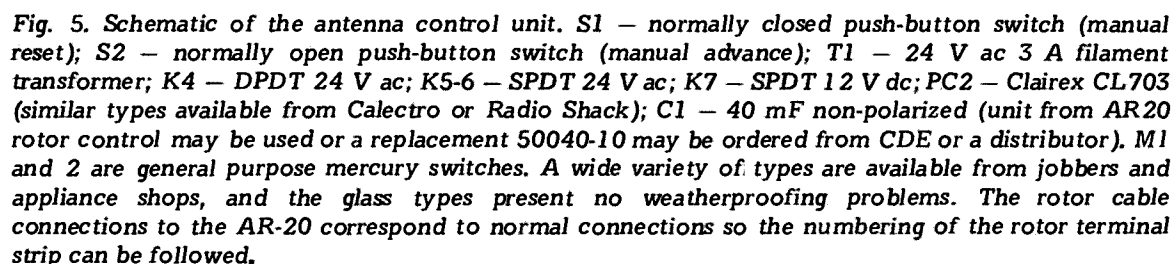 Fig. 5. Schematic of the antenna control unit. S1 — normally closed push-button switch (manual
reset); S2 — normally open push-button switch (manual advance); T1 — 24 V ac 3 A filament
transformer; K4 — DPDT 24 V ac; K5-6 — SPDT 24 V ac; K7 — SPDT 12 V dc; PC2 — Clairex CL703
(similar types available from Calectro or Radio Shack); C1 — 40 mF non-polarized (unit from AR20
rotor control may be used or a replacement 50040-10 may be ordered from CDE or a distributor). M1
and 2 are general purpose mercury switches. A wide variety of types are available from jobbers and
appliance shops, and the glass types present no weatherproofing problems. The rotor cable
connections to the AR-20 correspond to normal connections so the numbering of the rotor terminal
strip can be followed.